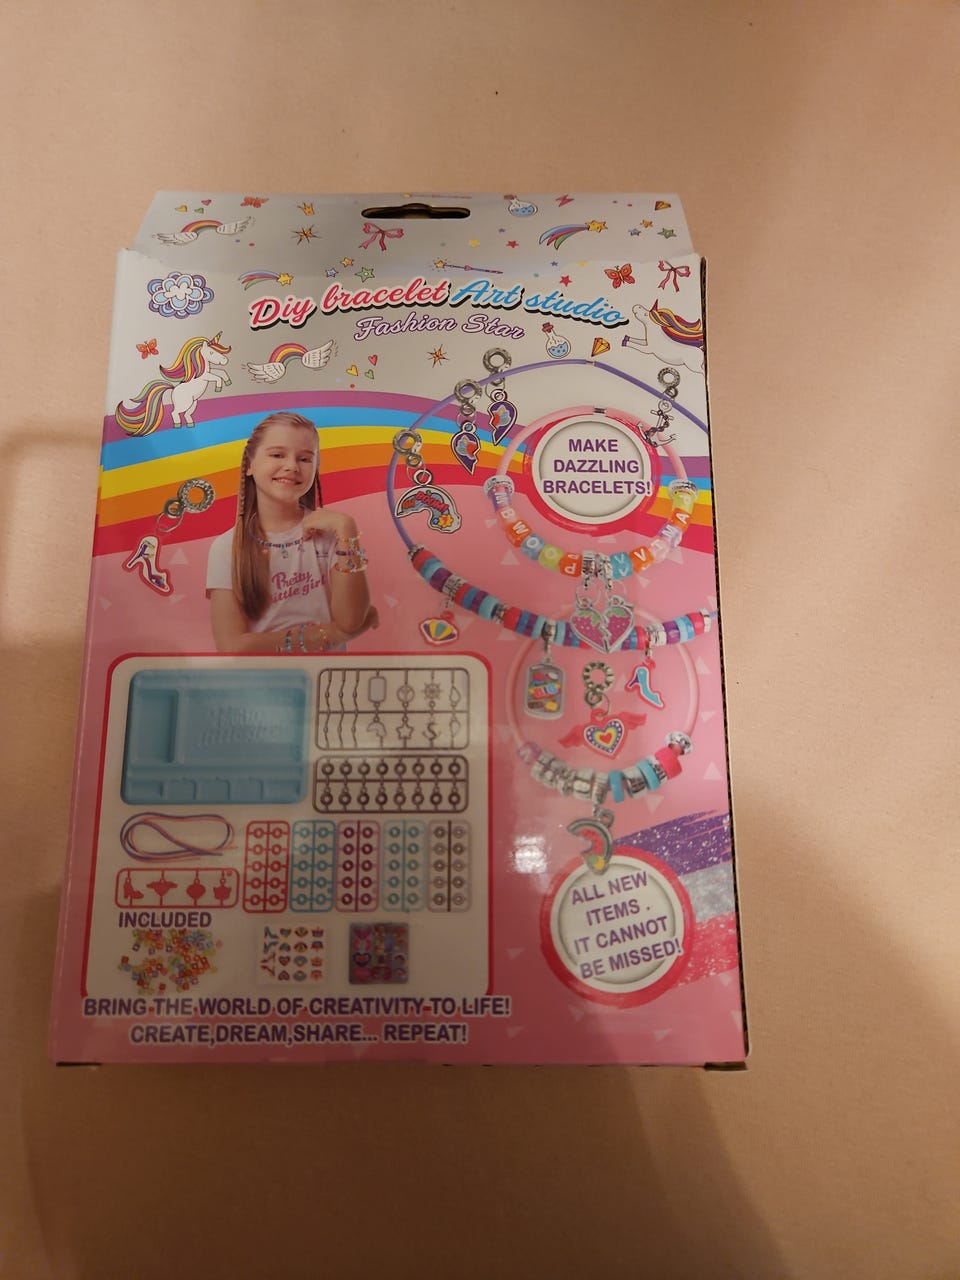 Diy bracelet Art studio
Fashion Star
MAKE
DAZZLING
BRACELETS!
Pretty
little girl
INCLUDED
ALL NEW
ITEMS .
IT CANNOT
BE MISSED!
BRING THE WORLD OF CREATIVITY TO LIFE!
CREATE,DREAM,SHARE... REPEAT!